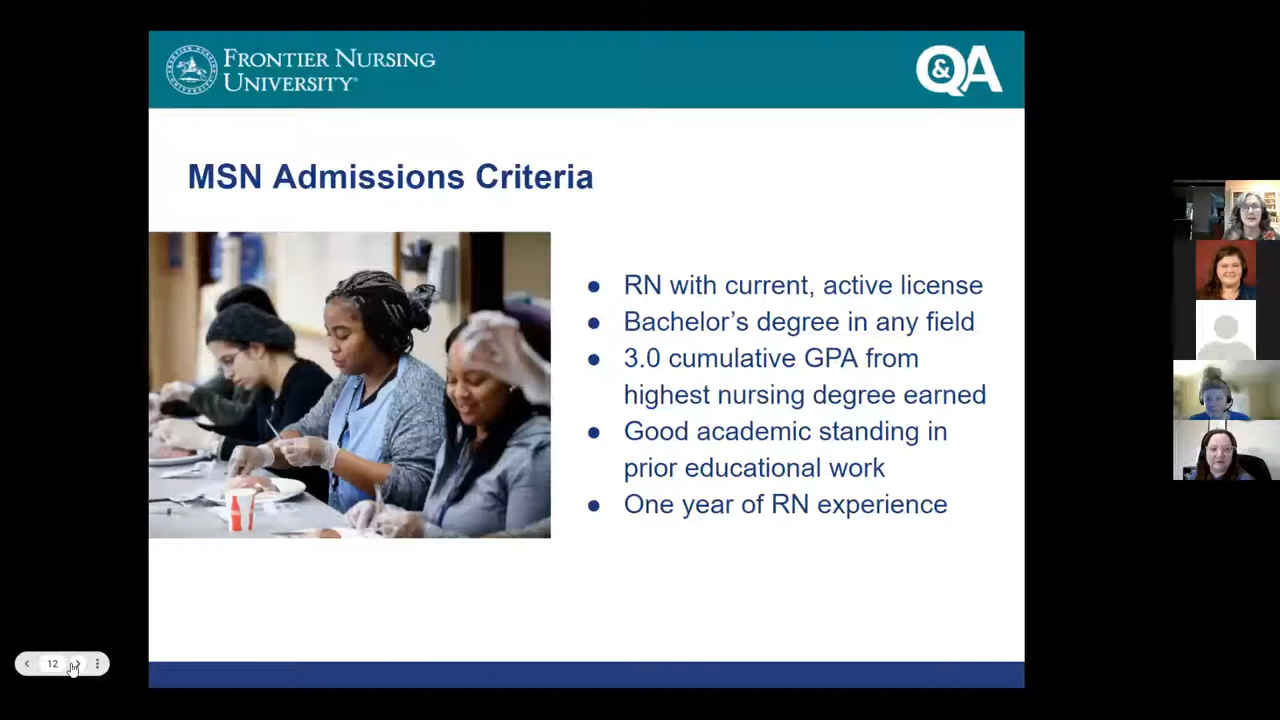 FRONTIER NURSING
UNIVERSITY®
Q&A
MSN Admissions Criteria
● RN with current, active license
● Bachelor’s degree in any field
● 3.0 cumulative GPA from
highest nursing degree earned
● Good academic standing in
prior educational work
● One year of RN experience
12